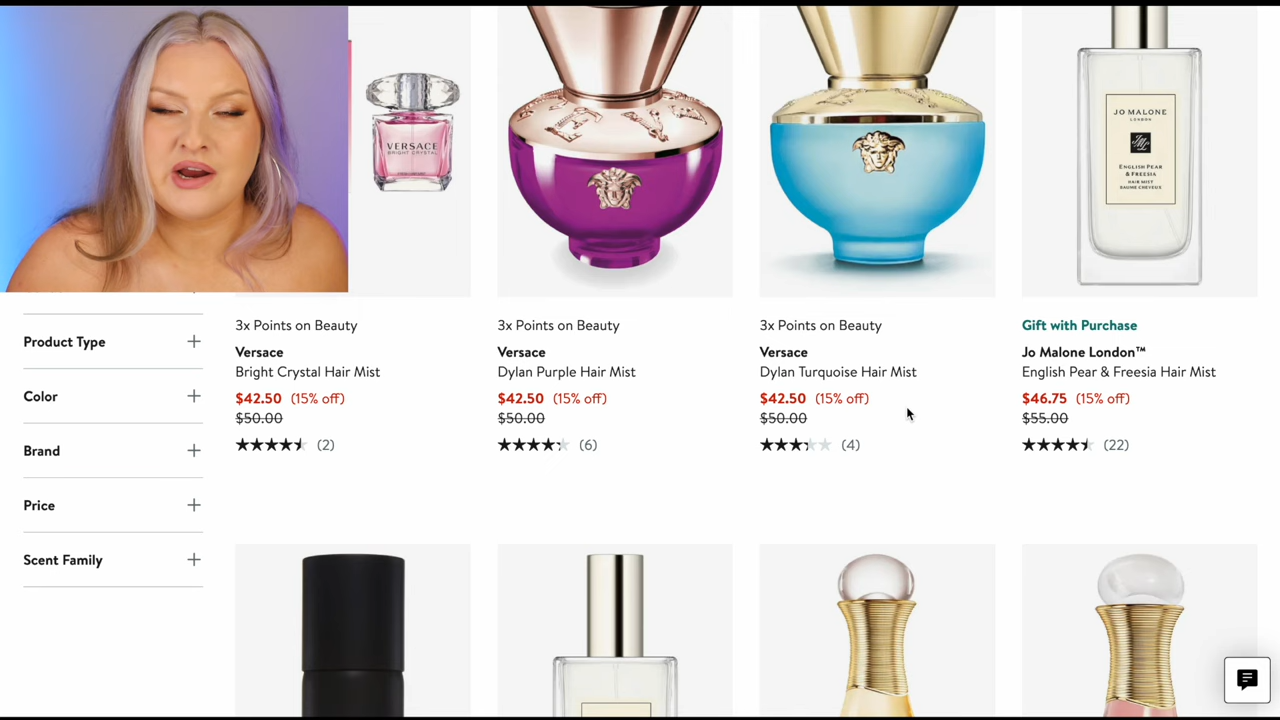 VERSACE
BRIGHT CRYSTAL
JO MALONE
LONDON
ENGLISH PEAR
& FREESIA
HAIR MIST
BRUME CHEVEUX
Product Type
Color
Brand
Price
Scent Family
3x Points on Beauty
Versace
Bright Crystal Hair Mist
$42.50 (15% off)
$50.00
(2)
3x Points on Beauty
Versace
Dylan Purple Hair Mist
$42.50 (15% off)
$50.00
(6)
3x Points on Beauty
Versace
Dylan Turquoise Hair Mist
$42.50 (15% off)
$50.00
(4)
Gift with Purchase
Jo Malone London™
English Pear & Freesia Hair Mist
$46.75 (15% off)
$55.00
(22)